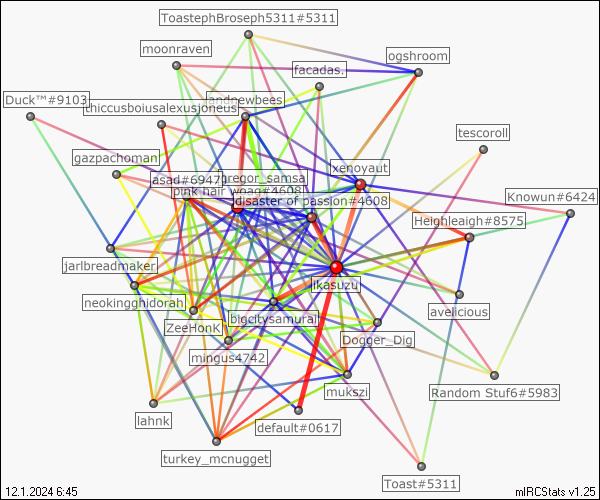 ToastephBroseph5311#5311
moonraven
ogshroom
facadas.
Duck™#9103
andnewbees
thiccusboiusalexusjoneus
tescoroll
gazpachoman
xenoyaut
asad#6947
gregor_samsa
pink hair woag#4608
disaster of passion#4608
Knowun#6424
Heighleaigh#8575
jarlbreadmaker
ikasuzu
neokingghidorah
avelicious
ZeeHonK
bigcitysamurai
Dogger_Dig
mingus4742
mukszi
Random Stuf6#5983
lahnk
default#0617
turkey_mcnugget
Toast#5311
12.1.2024 6:45
mIRCStats v1.25